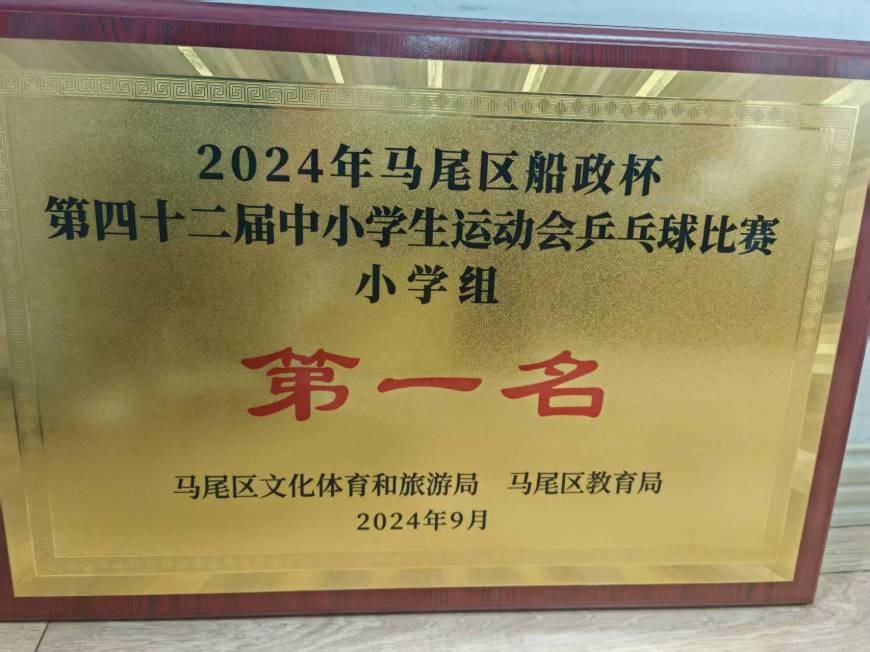 2024年马尾区船政杯
第四十二届中小学生运动会乒乓球比赛
小学组
第一名
马尾区文化体育和旅游局 马尾区教育局
2024年9月